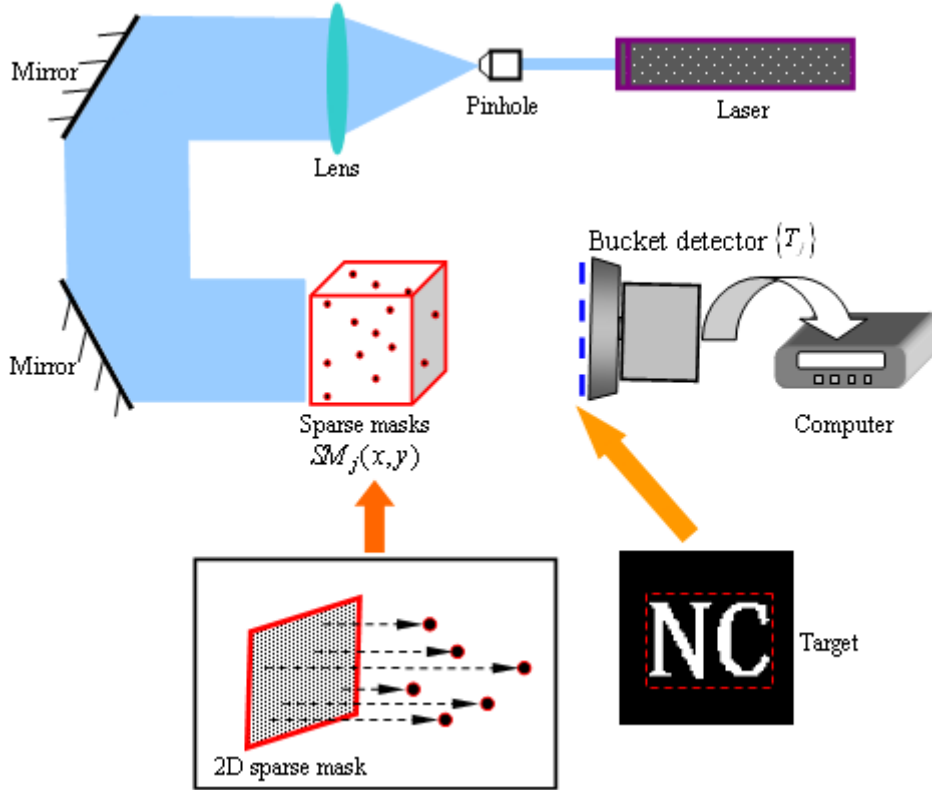 Mirror
Pinhole
Laser
Lens
Bucket detector {T_j}
Mirror
Sparse masks
SM_j(x,y)
Computer
NC
Target
2D sparse mask